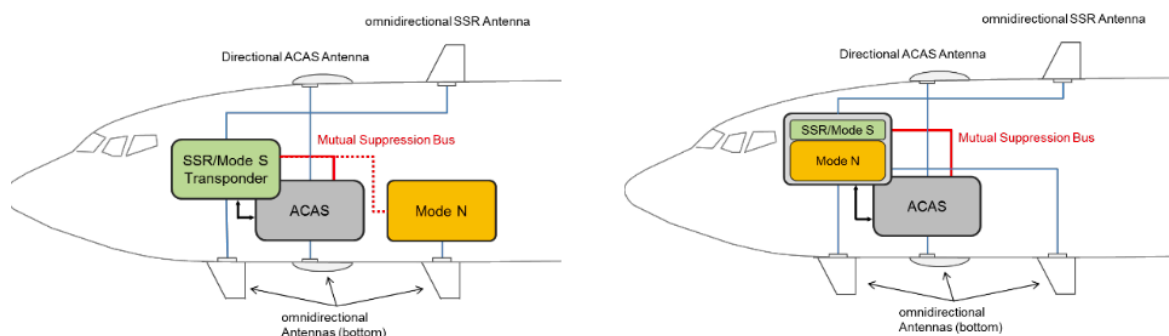 omnidirectional SSR Antenna
Directional ACAS Antenna
Mutual Suppression Bus
SSR/Mode S
Transponder
ACAS
Mode N
omnidirectional
Antennas (bottom)
omnidirectional SSR Antenna
Directional ACAS Antenna
SSR/Mode S
Mutual Suppression Bus
Mode N
ACAS
omnidirectional
Antennas (bottom)